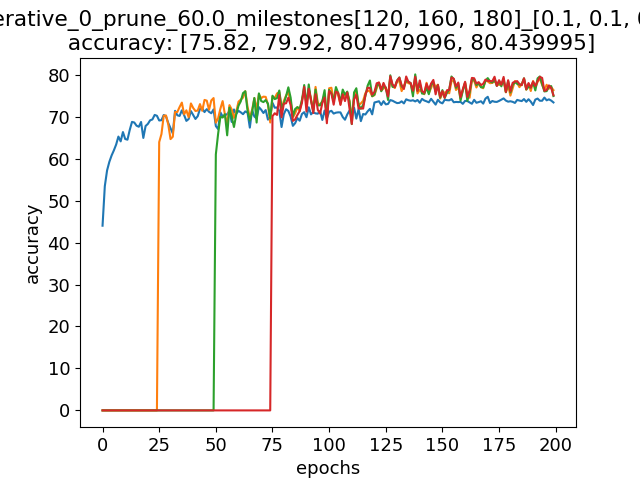 erative_0_prune_60.0_milestones[120, 160, 180]_[0.1, 0.1, 0
accuracy: [75.82, 79.92, 80.479996, 80.439995]
80
70
60
50
40
30
20
10
0
accuracy
0 25 50 75 100 125 150 175 200
epochs